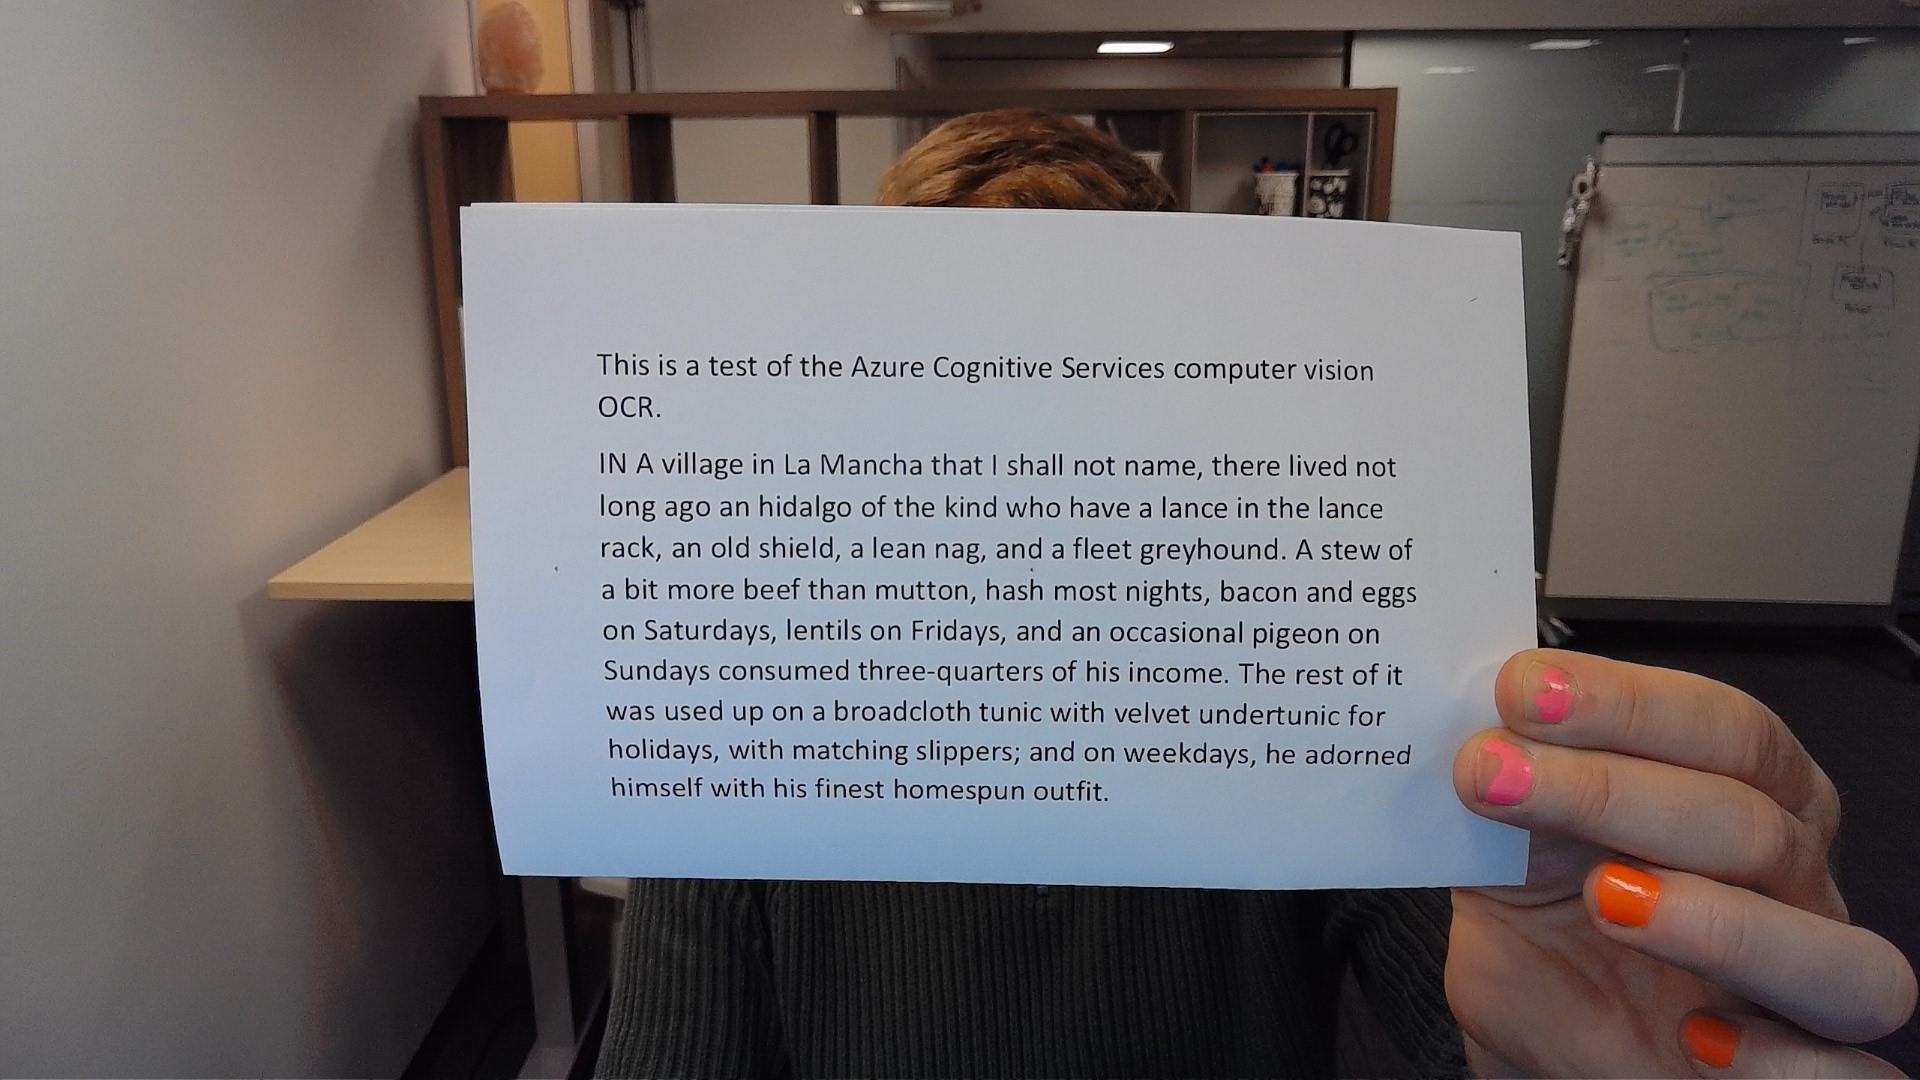 This is a test of the Azure Cognitive Services computer vision
OCR.
IN A village in La Mancha that I shall not name, there lived not
long ago an hidalgo of the kind who have a lance in the lance
rack, an old shield, a lean nag, and a fleet greyhound. A stew of
a bit more beef than mutton, hash most nights, bacon and eggs
on Saturdays, lentils on Fridays, and an occasional pigeon on
Sundays consumed three-quarters of his income. The rest of it
was used up on a broadcloth tunic with velvet undertunic for
holidays, with matching slippers; and on weekdays, he adorned
himself with his finest homespun outfit.